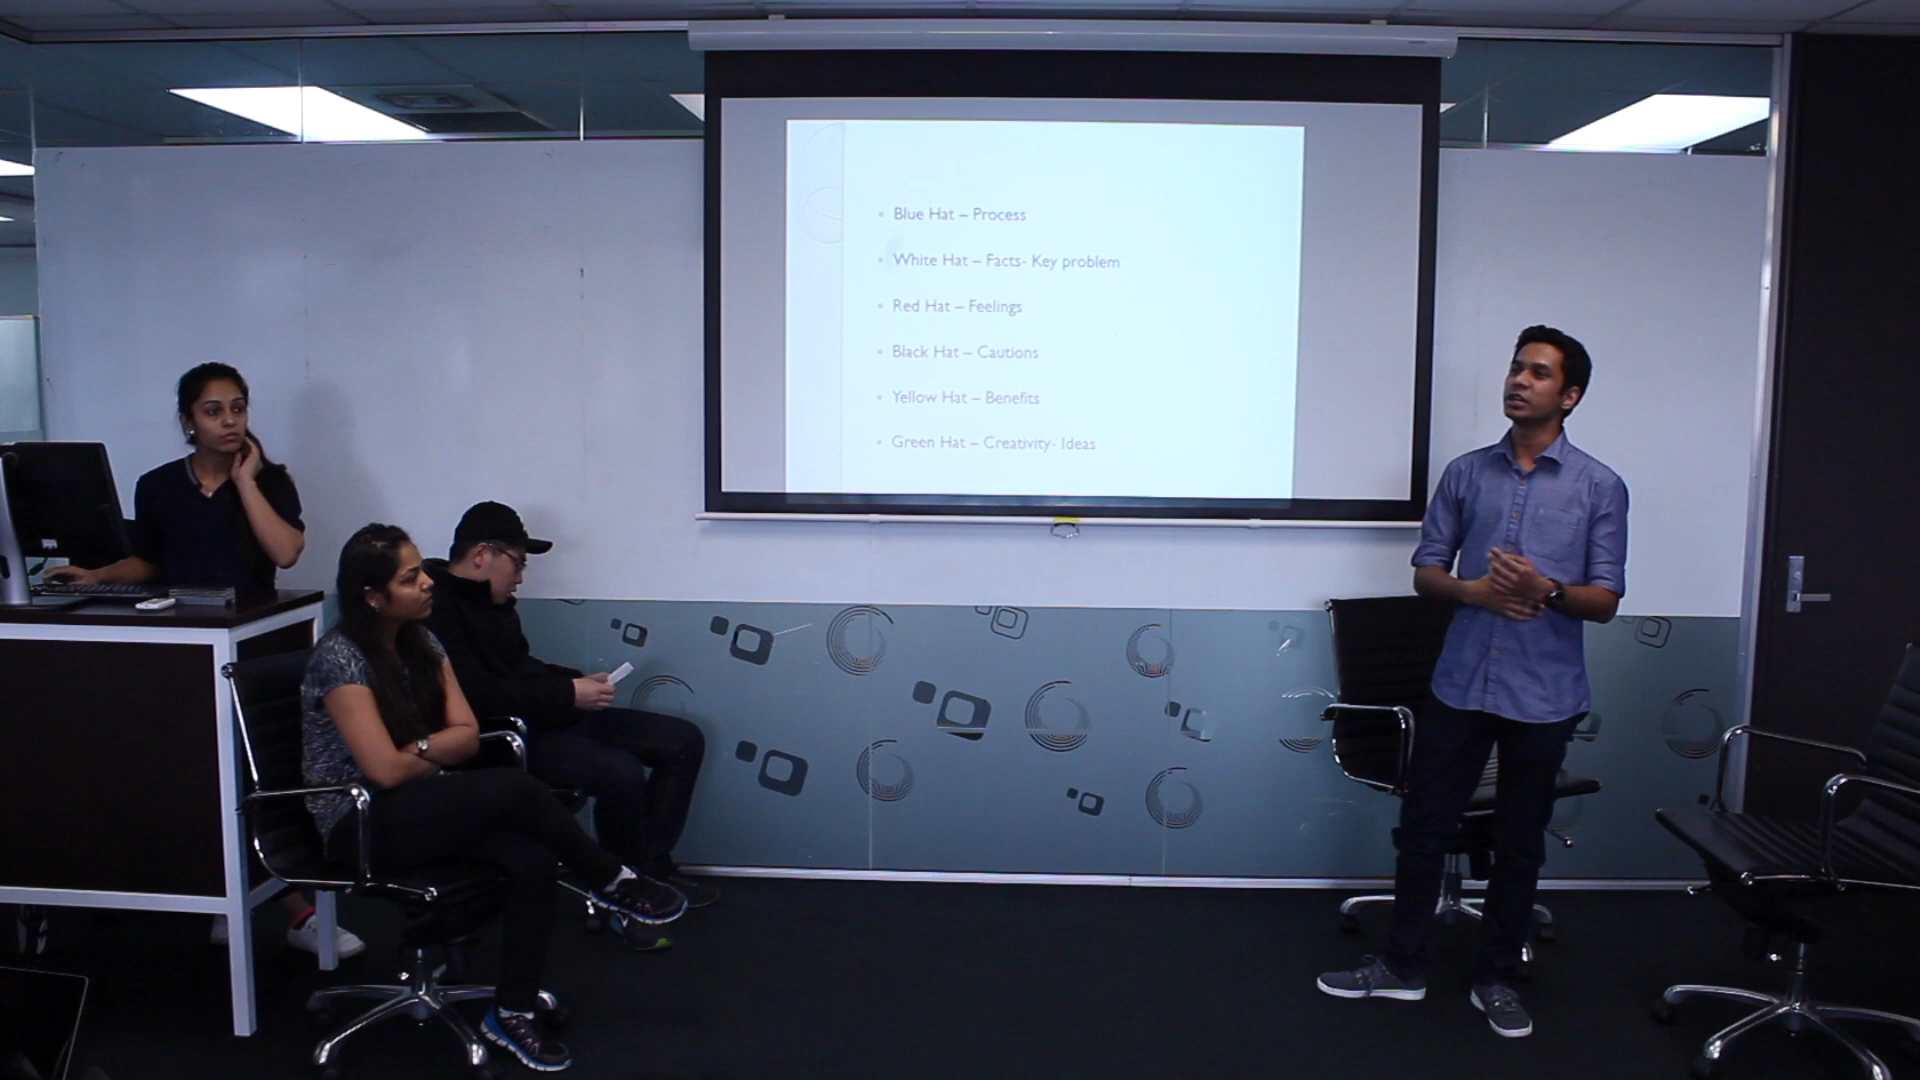 • Blue Hat – Process
• White Hat – Facts- Key problem
• Red Hat – Feelings
• Black Hat – Cautions
• Yellow Hat – Benefits
• Green Hat – Creativity- Ideas